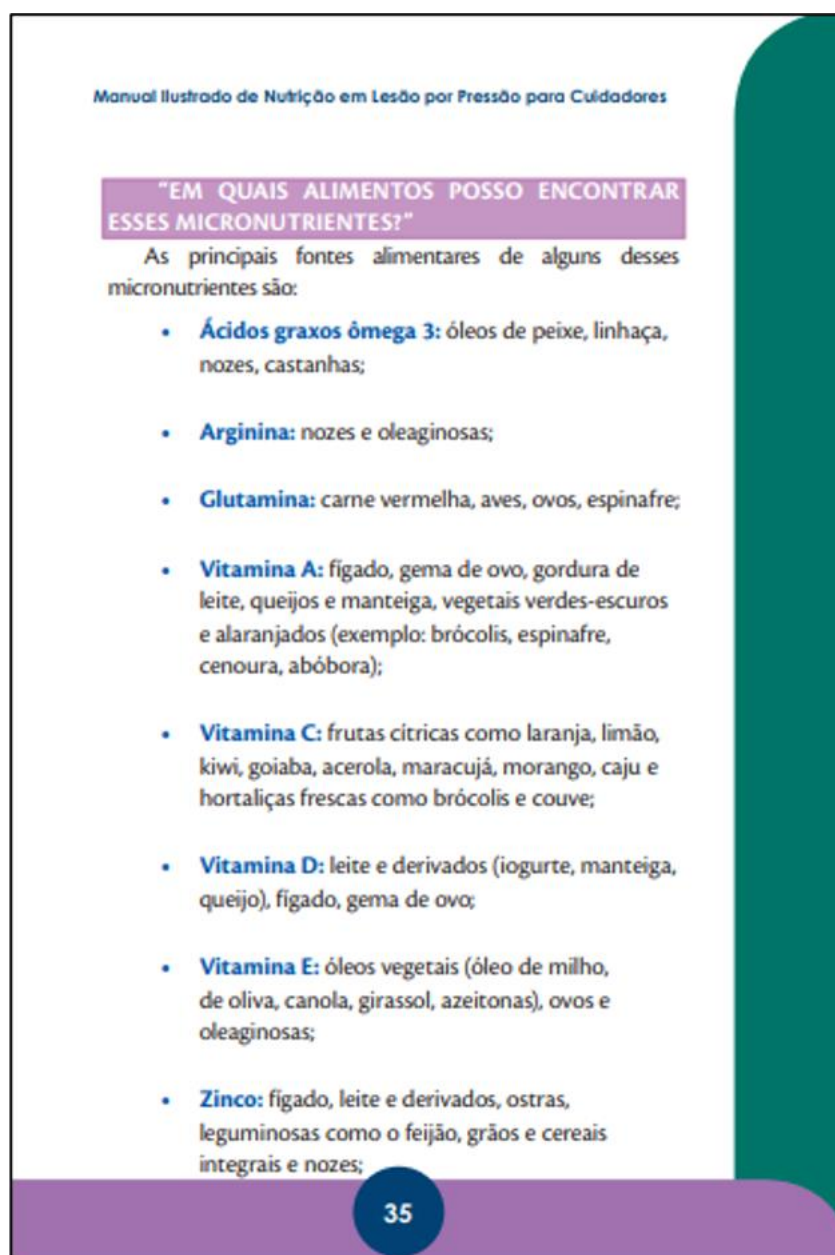 Manual Ilustrado de Nutrição em Lesão por Pressão para Cuidadores
"EM QUAIS ALIMENTOS POSSO ENCONTRAR
ESSES MICRONUTRIENTES?"
As principais fontes alimentares de alguns desses
micronutrientes são:
• Ácidos graxos ômega 3: óleos de peixe, linhaça,
nozes, castanhas;
• Arginina: nozes e oleaginosas;
• Glutamina: carne vermelha, aves, ovos, espinafre;
• Vitamina A: fígado, gema de ovo, gordura de
leite, queijos e manteiga, vegetais verdes-escuros
e alaranjados (exemplo: brócolis, espinafre,
cenoura, abóbora);
• Vitamina C: frutas cítricas como laranja, limão,
kiwi, goiaba, acerola, maracujá, morango, caju e
hortaliças frescas como brócolis e couve;
• Vitamina D: leite e derivados (iogurte, manteiga,
queijo), fígado, gema de ovo;
• Vitamina E: óleos vegetais (óleo de milho,
de oliva, canola, girassol, azeitonas), ovos e
oleaginosas;
• Zinco: fígado, leite e derivados, ostras,
leguminosas como o feijão, grãos e cereais
integrais e nozes;
35